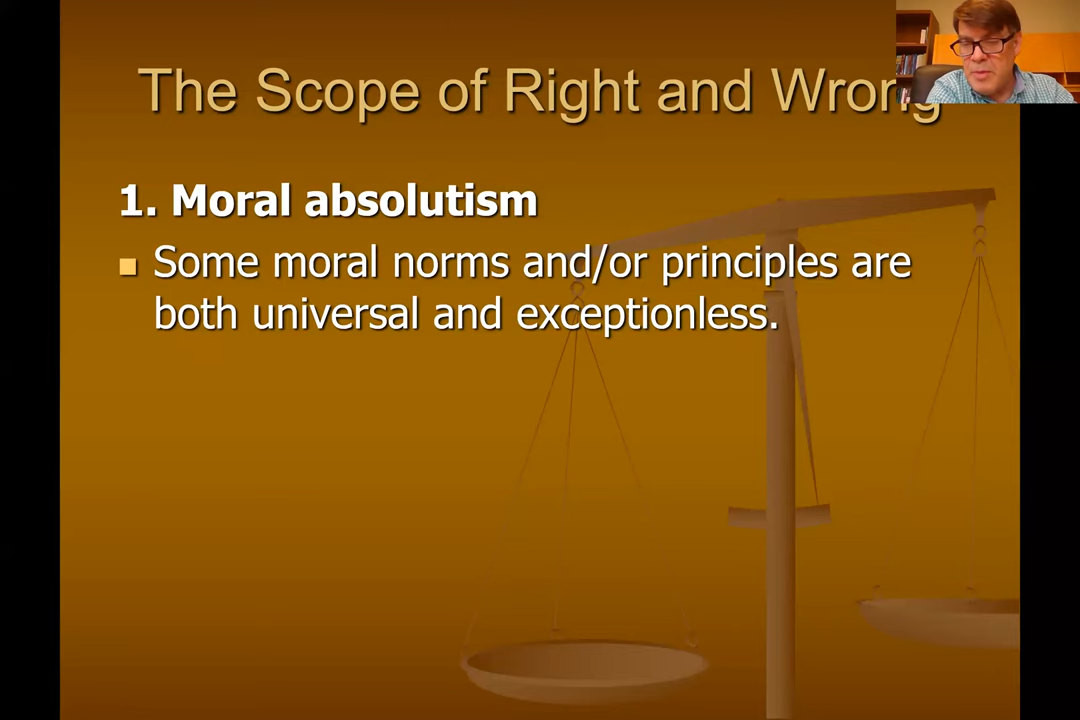 The Scope of Right and Wrong
1. Moral absolutism
Some moral norms and/or principles are
both universal and exceptionless.